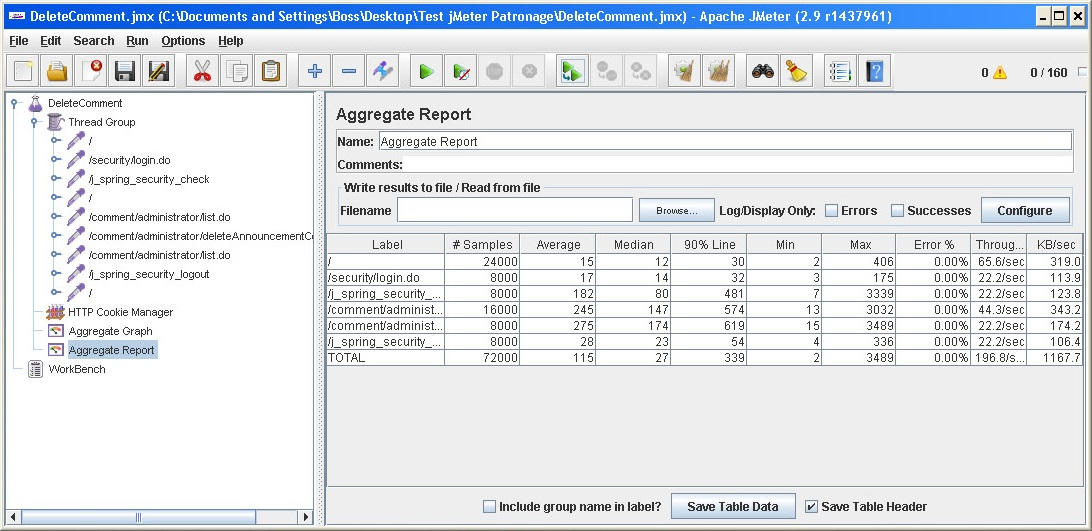 DeleteComment.jmx (C:\Documents and Settings\Boss\Desktop\Test jMeter Patronage\DeleteComment.jmx) - Apache JMeter (2.9 r1437961)
File Edit Search Run Options Help
0 0 / 160
DeleteComment
Thread Group
/
/security/login.do
/j_spring_security_check
/
/comment/administrator/list.do
/comment/administrator/deleteAnnouncementCo
/comment/administrator/list.do
/j_spring_security_logout
/
HTTP Cookie Manager
Aggregate Graph
Aggregate Report
WorkBench
Aggregate Report
Name: Aggregate Report
Comments:
Write results to file / Read from file
Filename Browse... Log/Display Only: Errors Successes Configure
Label # Samples Average Median 90% Line Min Max Error % Throug... KB/sec
/ 24000 15 12 30 2 406 0.00% 65.6/sec 319.0
/security/login.do 8000 17 14 32 3 175 0.00% 22.2/sec 113.9
/j_spring_security_... 8000 182 80 481 7 3339 0.00% 22.2/sec 123.8
/comment/administ... 16000 245 147 574 13 3032 0.00% 44.3/sec 343.2
/comment/administ... 8000 275 174 619 15 3489 0.00% 22.2/sec 174.2
/j_spring_security_... 8000 28 23 54 4 336 0.00% 22.2/sec 106.4
TOTAL 72000 115 27 339 2 3489 0.00% 196.8/s... 1167.7
Include group name in label? Save Table Data Save Table Header